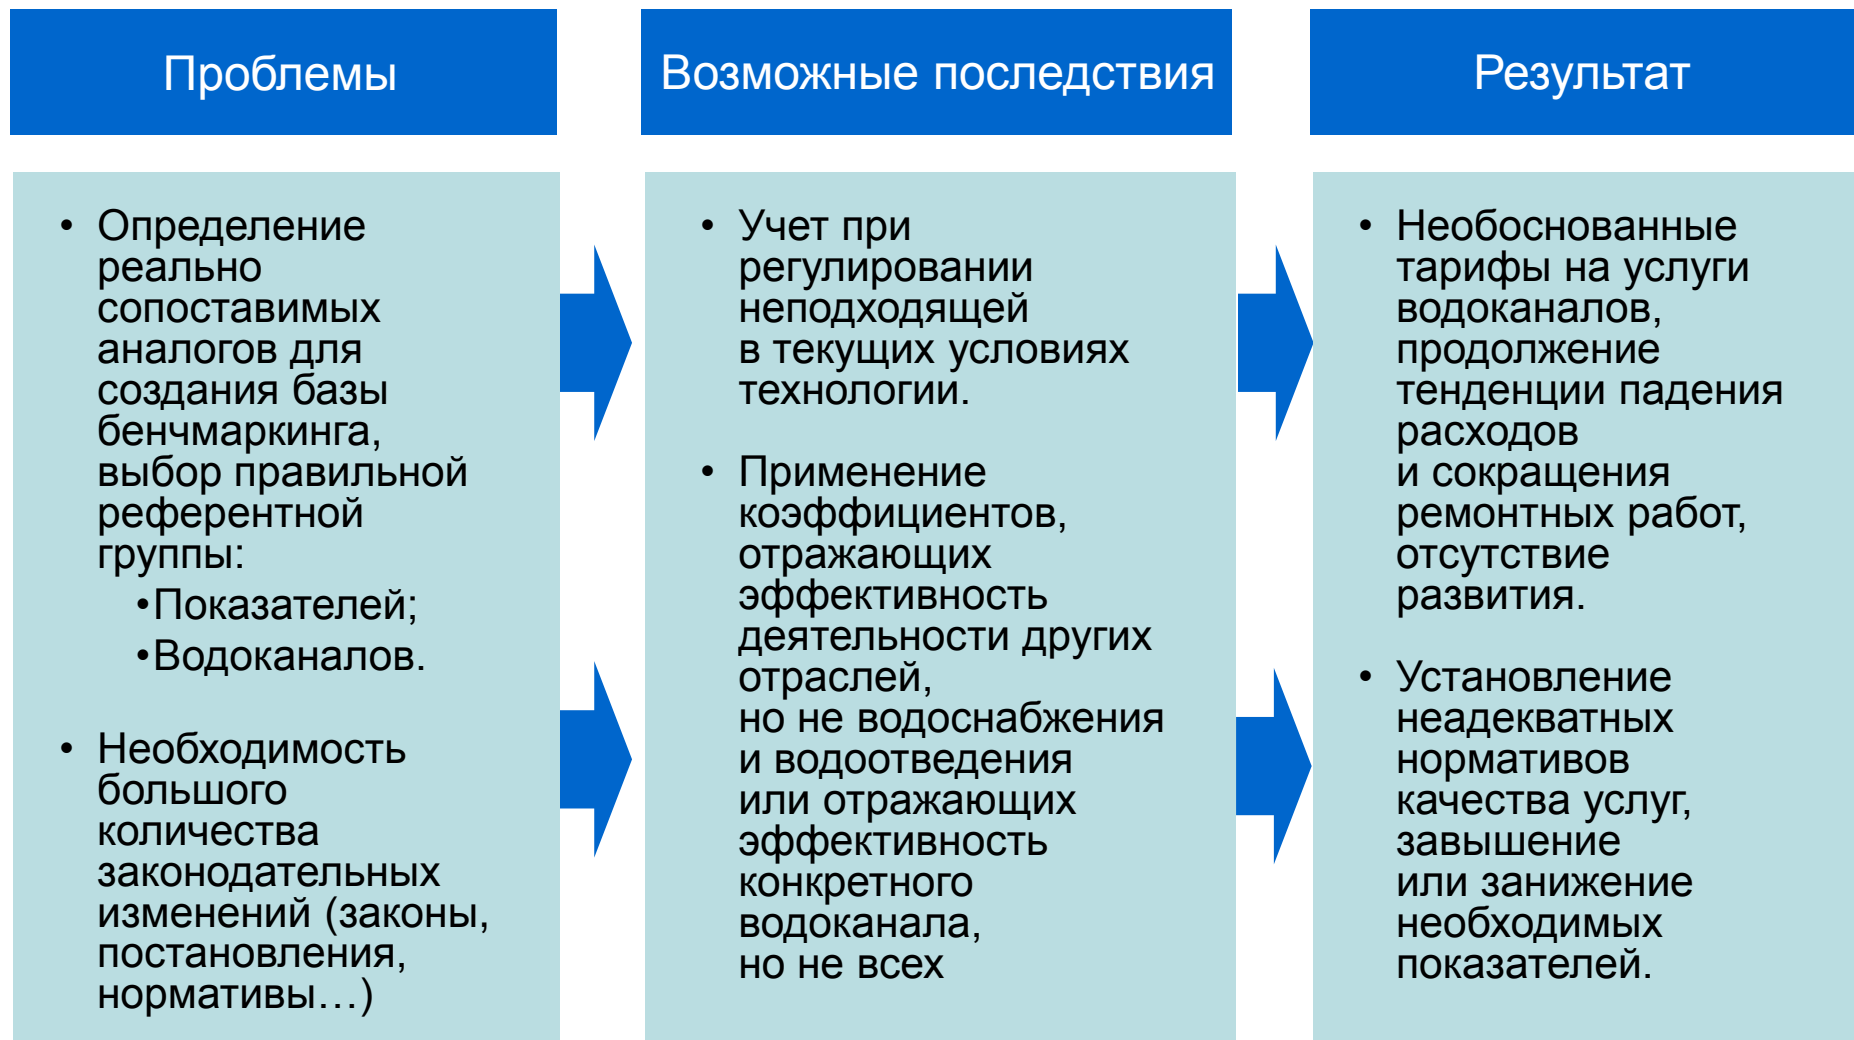 Проблемы
Возможные последствия
Результат
• Определение
реально
сопоставимых
аналогов для
создания базы
бенчмаркинга,
выбор правильной
референтной
группы:
•Показателей;
•Водоканалов.
• Необходимость
большого
количества
законодательных
изменений (законы,
постановления,
нормативы…)
• Учет при
регулировании
неподходящей
в текущих условиях
технологии.
• Применение
коэффициентов,
отражающих
эффективность
деятельности других
отраслей,
но не водоснабжения
и водоотведения
или отражающих
эффективность
конкретного
водоканала,
но не всех
• Необоснованные
тарифы на услуги
водоканалов,
продолжение
тенденции падения
расходов
и сокращения
ремонтных работ,
отсутствие
развития.
• Установление
неадекватных
нормативов
качества услуг,
завышение
или занижение
необходимых
показателей.